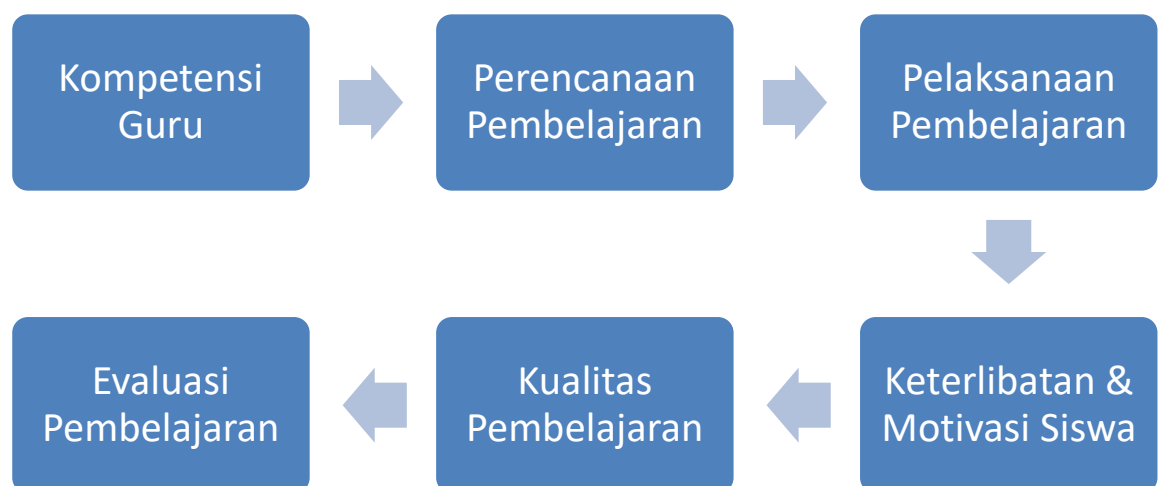 Kompetensi
Guru
Perencanaan
Pembelajaran
Pelaksanaan
Pembelajaran
Keterlibatan &
Motivasi Siswa
Kualitas
Pembelajaran
Evaluasi
Pembelajaran